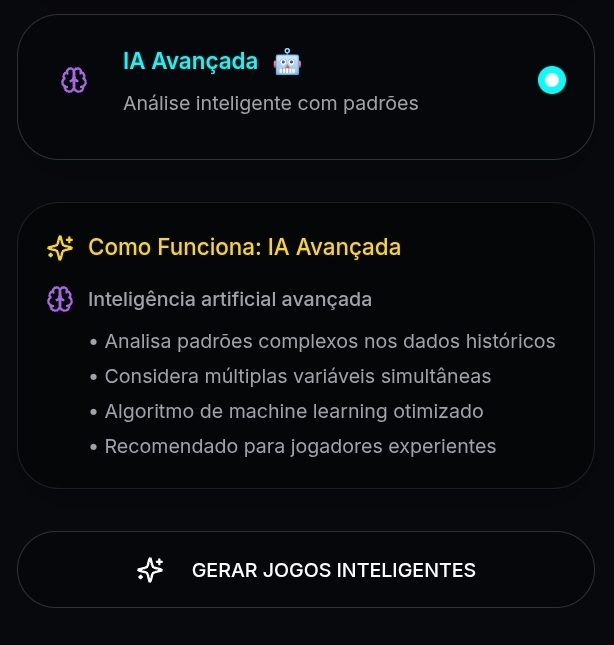 IA Avançada 🤖
Análise inteligente com padrões
Como Funciona: IA Avançada
Inteligência artificial avançada
• Analisa padrões complexos nos dados históricos
• Considera múltiplas variáveis simultâneas
• Algoritmo de machine learning otimizado
• Recomendado para jogadores experientes
GERAR JOGOS INTELIGENTES